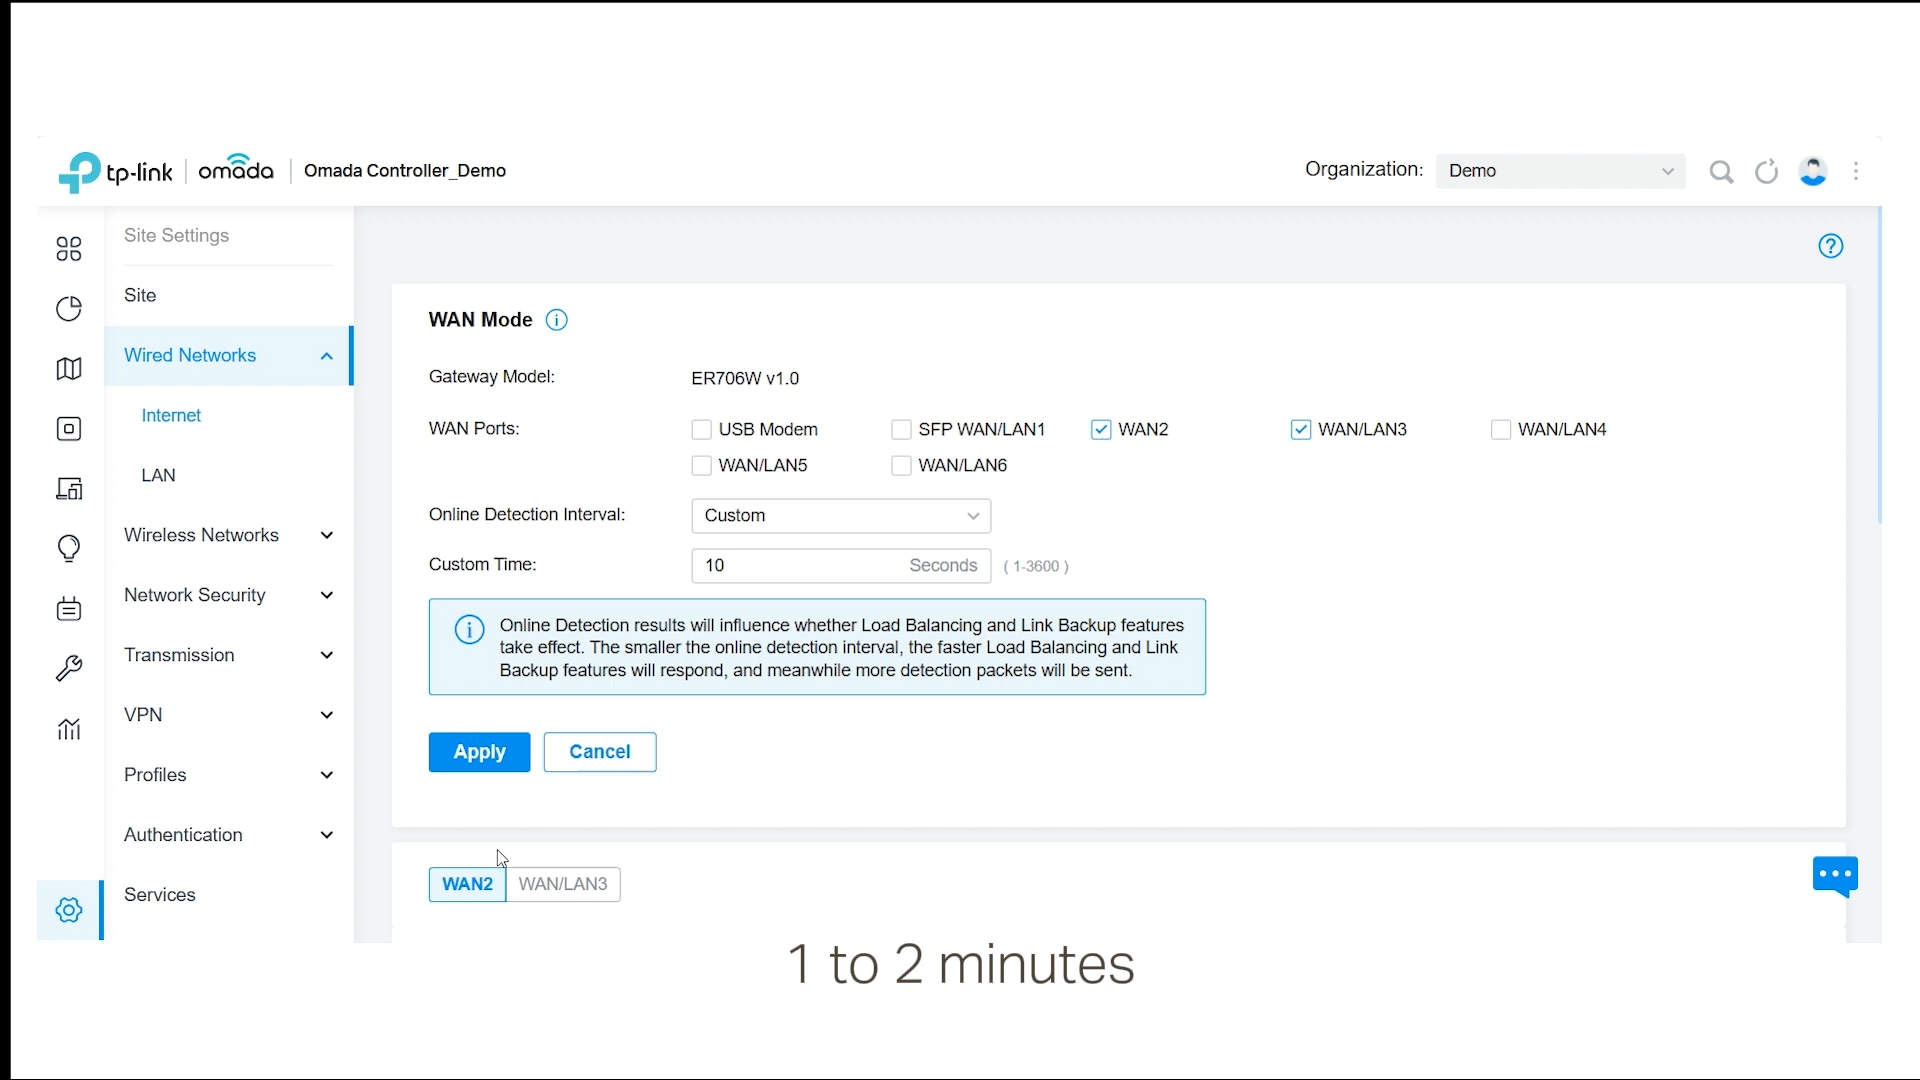 tp-link | omada | Omada Controller_Demo
Organization: Demo
Site Settings
Site
Wired Networks
Internet
LAN
Wireless Networks
Network Security
Transmission
VPN
Profiles
Authentication
Services
WAN Mode
Gateway Model: ER706W v1.0
WAN Ports: USB Modem SFP WAN/LAN1 WAN2 WAN/LAN3 WAN/LAN4
WAN/LAN5 WAN/LAN6
Online Detection Interval: Custom
Custom Time: 10 Seconds ( 1-3600 )
Online Detection results will influence whether Load Balancing and Link Backup features
take effect. The smaller the online detection interval, the faster Load Balancing and Link
Backup features will respond, and meanwhile more detection packets will be sent.
Apply Cancel
WAN2 WAN/LAN3
1 to 2 minutes